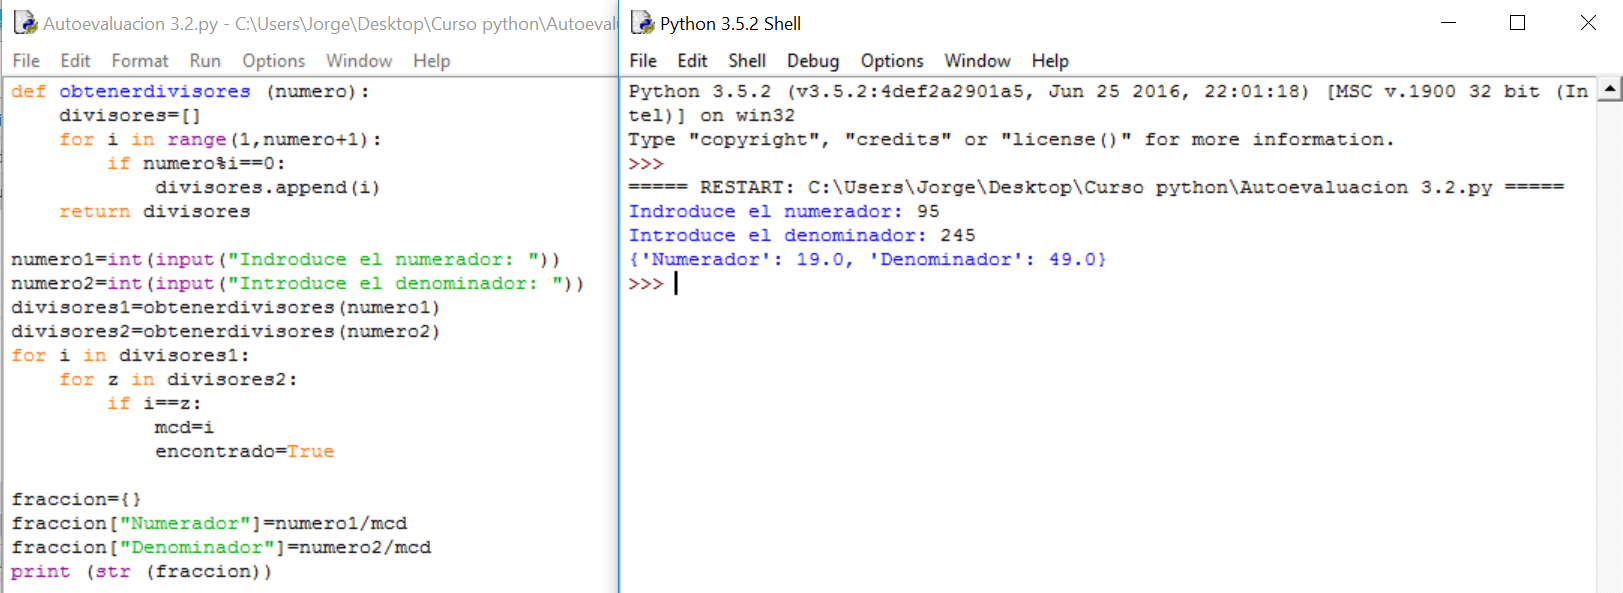 Autoevaluacion 3.2.py - C:\Users\Jorge\Desktop\Curso python\Autoeval
File Edit Format Run Options Window Help
def obtenerdivisores (numero):
    divisores=[]
    for i in range(1,numero+1):
        if numero%i==0:
            divisores.append(i)
    return divisores

numero1=int(input("Indroduce el numerador: "))
numero2=int(input("Introduce el denominador: "))
divisores1=obtenerdivisores(numero1)
divisores2=obtenerdivisores(numero2)
for i in divisores1:
    for z in divisores2:
        if i==z:
            mcd=i
            encontrado=True

fraccion={}
fraccion["Numerador"]=numero1/mcd
fraccion["Denominador"]=numero2/mcd
print (str (fraccion))
Python 3.5.2 Shell
File Edit Shell Debug Options Window Help
Python 3.5.2 (v3.5.2:4def2a2901a5, Jun 25 2016, 22:01:18) [MSC v.1900 32 bit (In
tel)] on win32
Type "copyright", "credits" or "license()" for more information.
>>>
===== RESTART: C:\Users\Jorge\Desktop\Curso python\Autoevaluacion 3.2.py =====
Indroduce el numerador: 95
Introduce el denominador: 245
{'Numerador': 19.0, 'Denominador': 49.0}
>>>